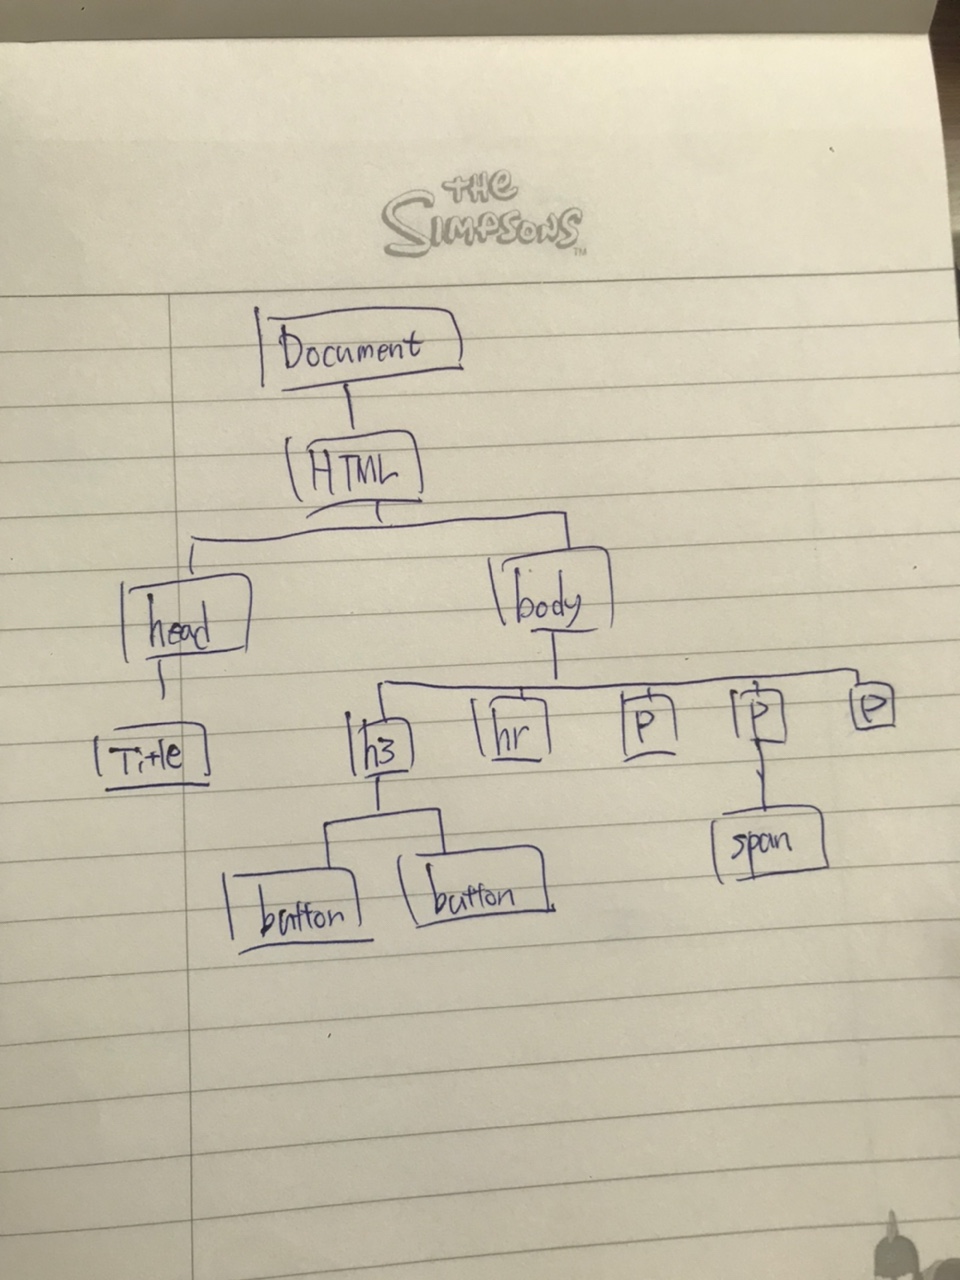 THE
SIMPSONS TM
Document
HTML
head body
Title h3 hr P P P
span
button button